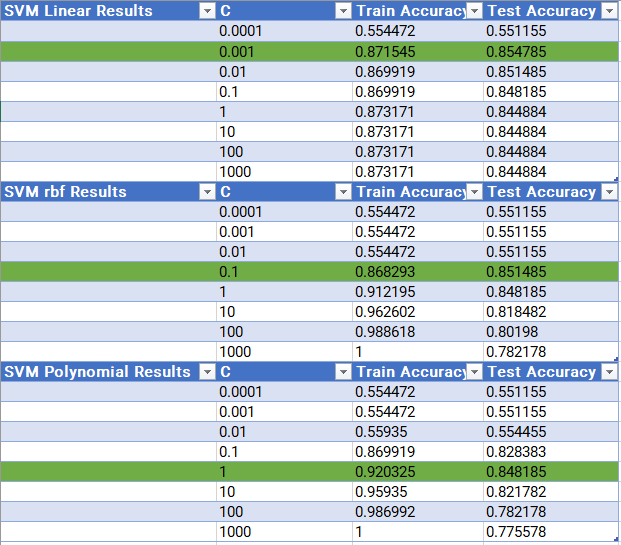 SVM Linear Results C Train Accuracy Test Accuracy
0.0001 0.554472 0.551155
0.001 0.871545 0.854785
0.01 0.869919 0.851485
0.1 0.869919 0.848185
1 0.873171 0.844884
10 0.873171 0.844884
100 0.873171 0.844884
1000 0.873171 0.844884
SVM rbf Results C Train Accuracy Test Accuracy
0.0001 0.554472 0.551155
0.001 0.554472 0.551155
0.01 0.554472 0.551155
0.1 0.868293 0.851485
1 0.912195 0.848185
10 0.962602 0.818482
100 0.988618 0.80198
1000 1 0.782178
SVM Polynomial Results C Train Accuracy Test Accuracy
0.0001 0.554472 0.551155
0.001 0.554472 0.551155
0.01 0.55935 0.554455
0.1 0.869919 0.828383
1 0.920325 0.848185
10 0.95935 0.821782
100 0.986992 0.782178
1000 1 0.775578